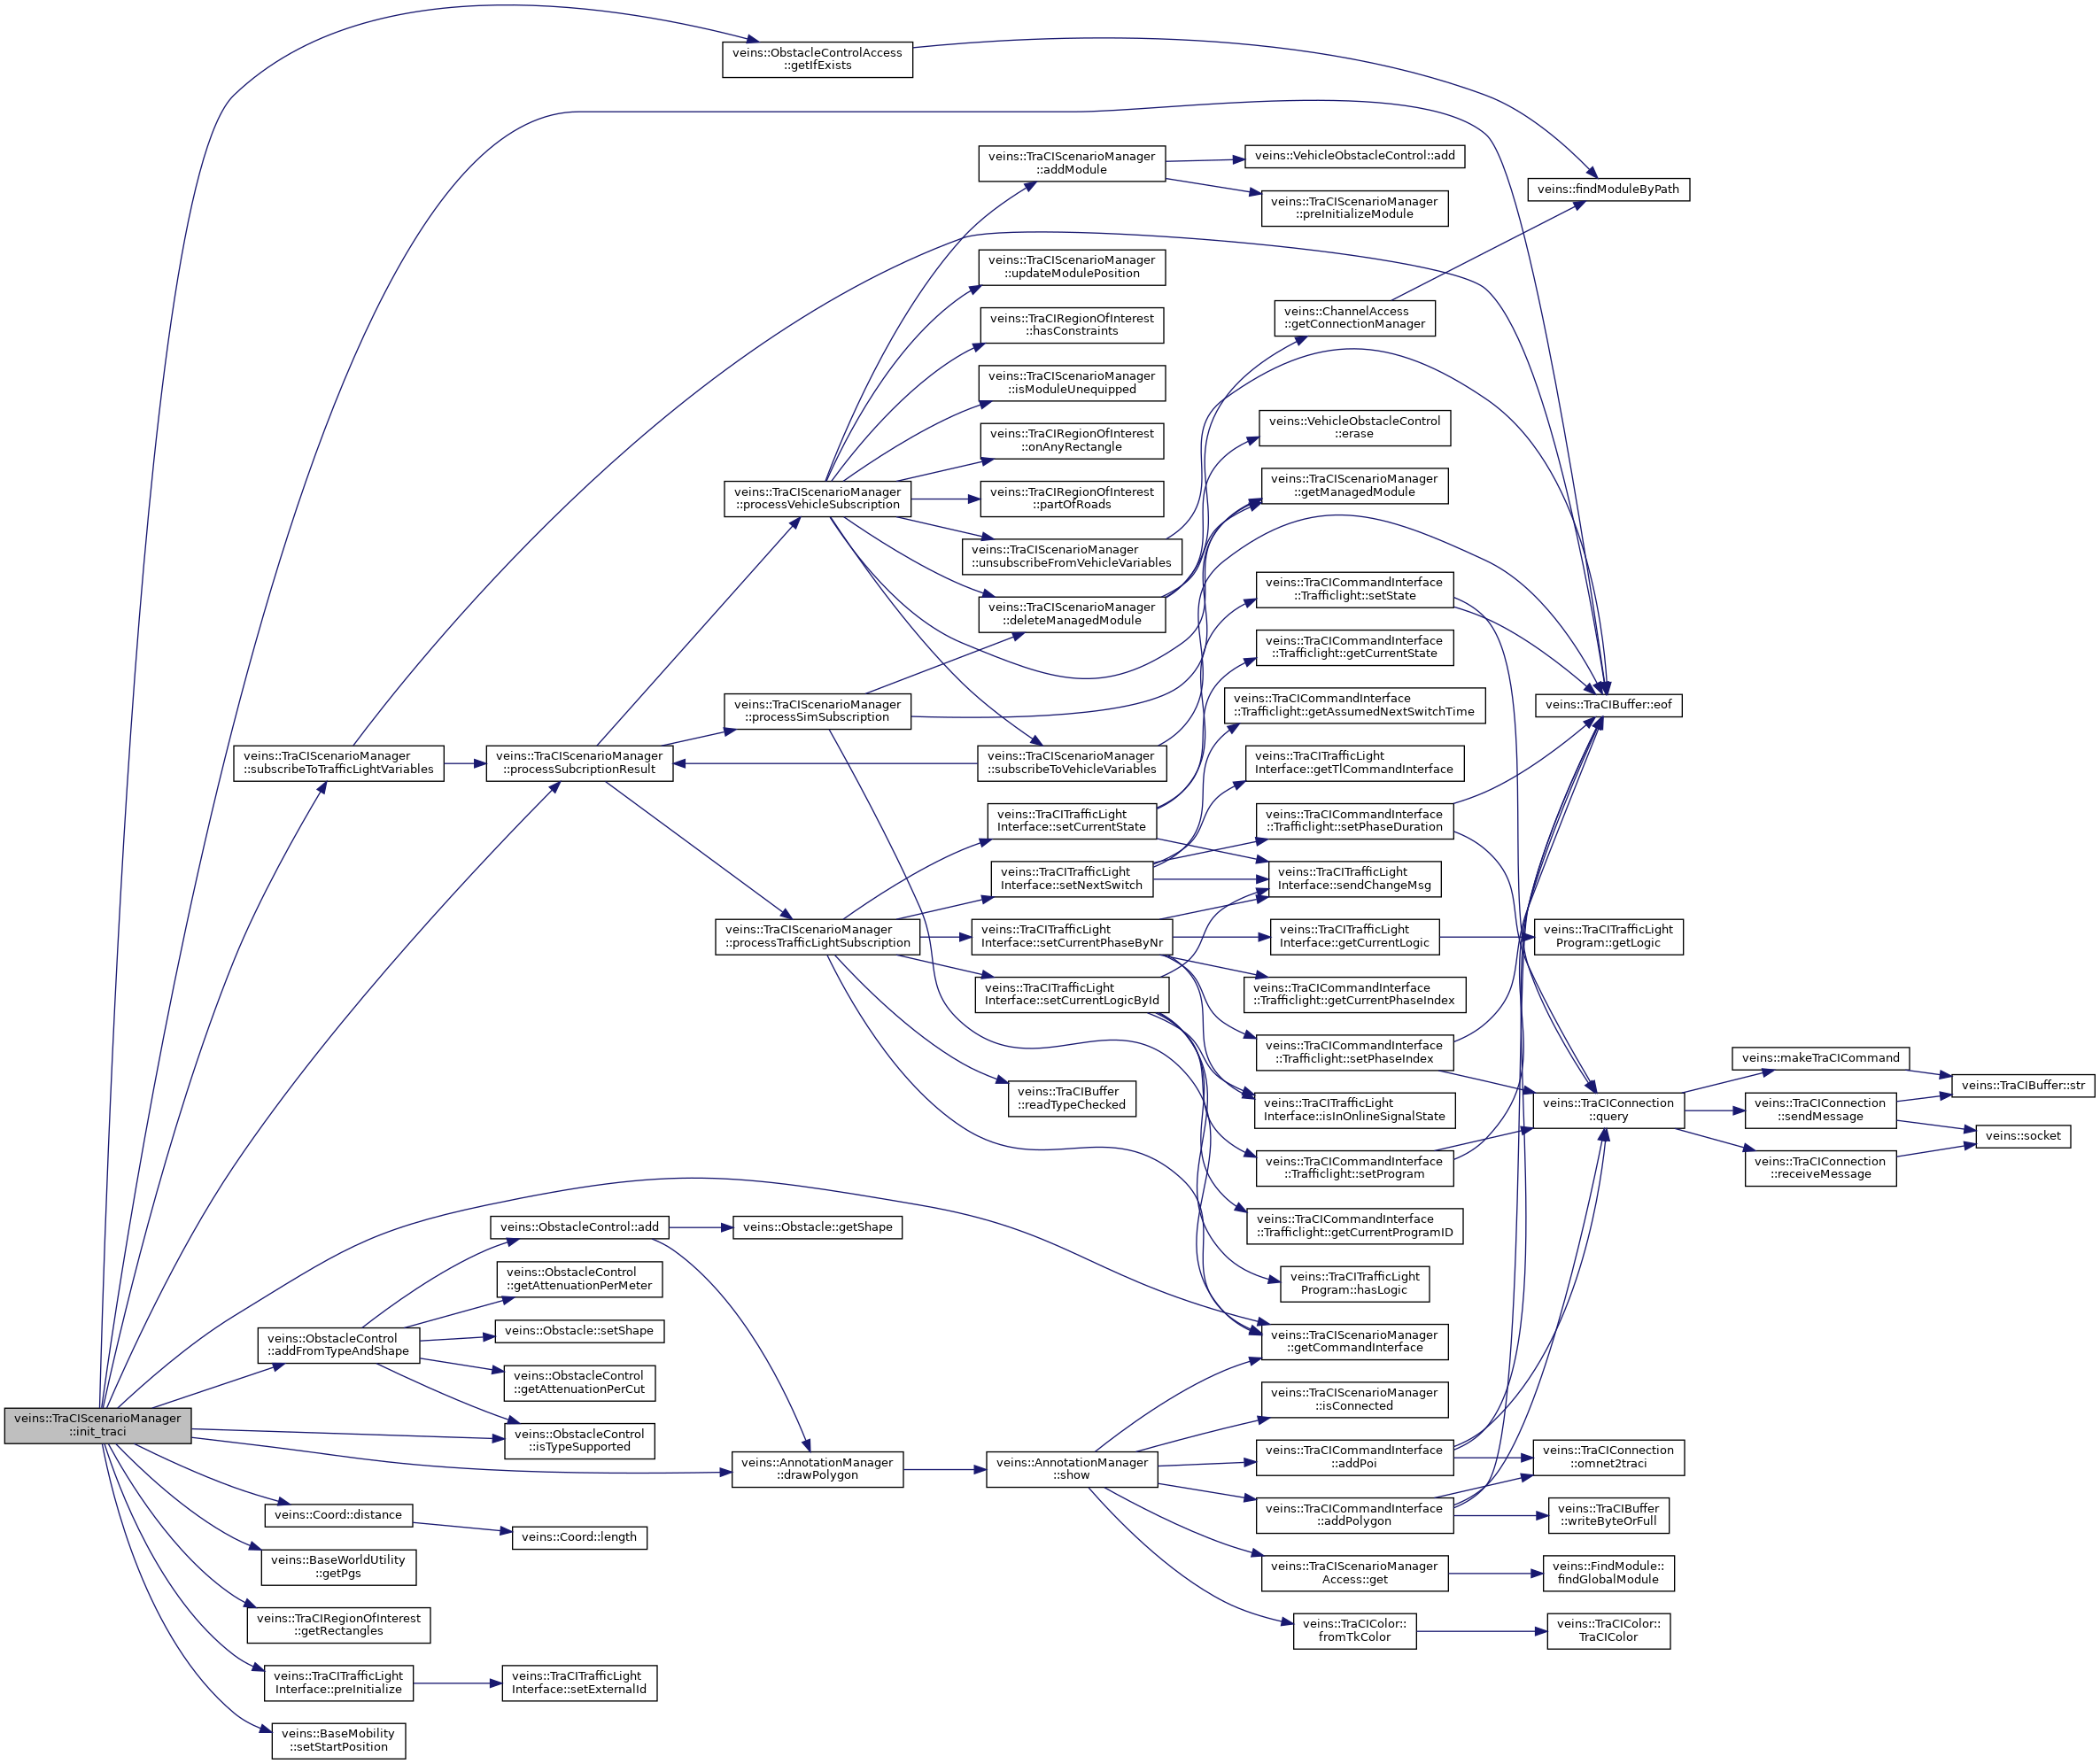 veins::TraCIScenarioManager
::init_traci
veins::ObstacleControlAccess
::getIfExists
veins::findModuleByPath
veins::TraCIBuffer::eof
veins::TraCIScenarioManager
::subscribeToTrafficLightVariables
veins::TraCIScenarioManager
::processSubcriptionResult
veins::TraCIScenarioManager
::processVehicleSubscription
veins::TraCIScenarioManager
::processSimSubscription
veins::TraCIScenarioManager
::processTrafficLightSubscription
veins::TraCIScenarioManager
::addModule
veins::VehicleObstacleControl::add
veins::TraCIScenarioManager
::preInitializeModule
veins::TraCIScenarioManager
::updateModulePosition
veins::TraCIRegionOfInterest
::hasConstraints
veins::TraCIScenarioManager
::isModuleUnequipped
veins::TraCIRegionOfInterest
::onAnyRectangle
veins::TraCIRegionOfInterest
::partOfRoads
veins::TraCIScenarioManager
::unsubscribeFromVehicleVariables
veins::TraCIScenarioManager
::deleteManagedModule
veins::TraCIScenarioManager
::subscribeToVehicleVariables
veins::ChannelAccess
::getConnectionManager
veins::VehicleObstacleControl
::erase
veins::TraCIScenarioManager
::getManagedModule
veins::TraCITrafficLight
Interface::setCurrentState
veins::TraCITrafficLight
Interface::setNextSwitch
veins::TraCITrafficLight
Interface::setCurrentPhaseByNr
veins::TraCITrafficLight
Interface::setCurrentLogicById
veins::TraCIBuffer
::readTypeChecked
veins::TraCICommandInterface
::Trafficlight::setState
veins::TraCICommandInterface
::Trafficlight::getCurrentState
veins::TraCICommandInterface
::Trafficlight::getAssumedNextSwitchTime
veins::TraCITrafficLight
Interface::getTlCommandInterface
veins::TraCICommandInterface
::Trafficlight::setPhaseDuration
veins::TraCITrafficLight
Interface::sendChangeMsg
veins::TraCITrafficLight
Interface::getCurrentLogic
veins::TraCITrafficLight
Program::getLogic
veins::TraCICommandInterface
::Trafficlight::getCurrentPhaseIndex
veins::TraCICommandInterface
::Trafficlight::setPhaseIndex
veins::TraCITrafficLight
Interface::isInOnlineSignalState
veins::TraCICommandInterface
::Trafficlight::setProgram
veins::TraCICommandInterface
::Trafficlight::getCurrentProgramID
veins::TraCITrafficLight
Program::hasLogic
veins::TraCIScenarioManager
::getCommandInterface
veins::TraCIConnection
::query
veins::makeTraCICommand
veins::TraCIConnection
::sendMessage
veins::TraCIConnection
::receiveMessage
veins::TraCIBuffer::str
veins::socket
veins::ObstacleControl
::addFromTypeAndShape
veins::ObstacleControl::add
veins::Obstacle::getShape
veins::ObstacleControl
::getAttenuationPerMeter
veins::Obstacle::setShape
veins::ObstacleControl
::getAttenuationPerCut
veins::ObstacleControl
::isTypeSupported
veins::AnnotationManager
::drawPolygon
veins::AnnotationManager
::show
veins::TraCIScenarioManager
::isConnected
veins::TraCICommandInterface
::addPoi
veins::TraCICommandInterface
::addPolygon
veins::TraCIConnection
::omnet2traci
veins::TraCIBuffer
::writeByteOrFull
veins::TraCIScenarioManager
Access::get
veins::FindModule::
findGlobalModule
veins::TraCIColor::
fromTkColor
veins::TraCIColor::
TraCIColor
veins::Coord::distance
veins::Coord::length
veins::BaseWorldUtility
::getPgs
veins::TraCIRegionOfInterest
::getRectangles
veins::TraCITrafficLight
Interface::preInitialize
veins::TraCITrafficLight
Interface::setExternalId
veins::BaseMobility
::setStartPosition